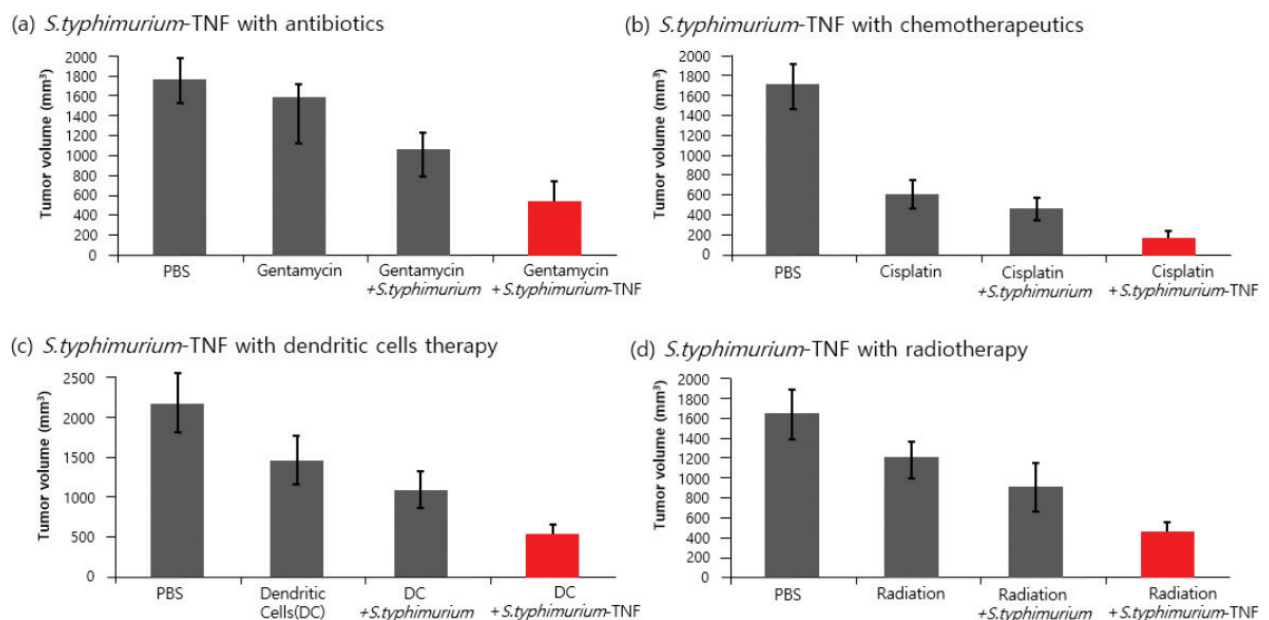 (a) S.typhimurium-TNF with antibiotics
Tumor volume (mm³)
2000
1800
1600
1400
1200
1000
800
600
400
200
0
PBS
Gentamycin
Gentamycin
+S.typhimurium
Gentamycin
+S.typhimurium-TNF
(b) S.typhimurium-TNF with chemotherapeutics
Tumor volume (mm³)
2000
1800
1600
1400
1200
1000
800
600
400
200
0
PBS
Cisplatin
Cisplatin
+S.typhimurium
Cisplatin
+S.typhimurium-TNF
(c) S.typhimurium-TNF with dendritic cells therapy
Tumor volume (mm³)
2500
2000
1500
1000
500
0
PBS
Dendritic
Cells(DC)
DC
+S.typhimurium
DC
+S.typhimurium-TNF
(d) S.typhimurium-TNF with radiotherapy
Tumor volume (mm³)
2000
1800
1600
1400
1200
1000
800
600
400
200
0
PBS
Radiation
Radiation
+S.typhimurium
Radiation
+S.typhimurium-TNF